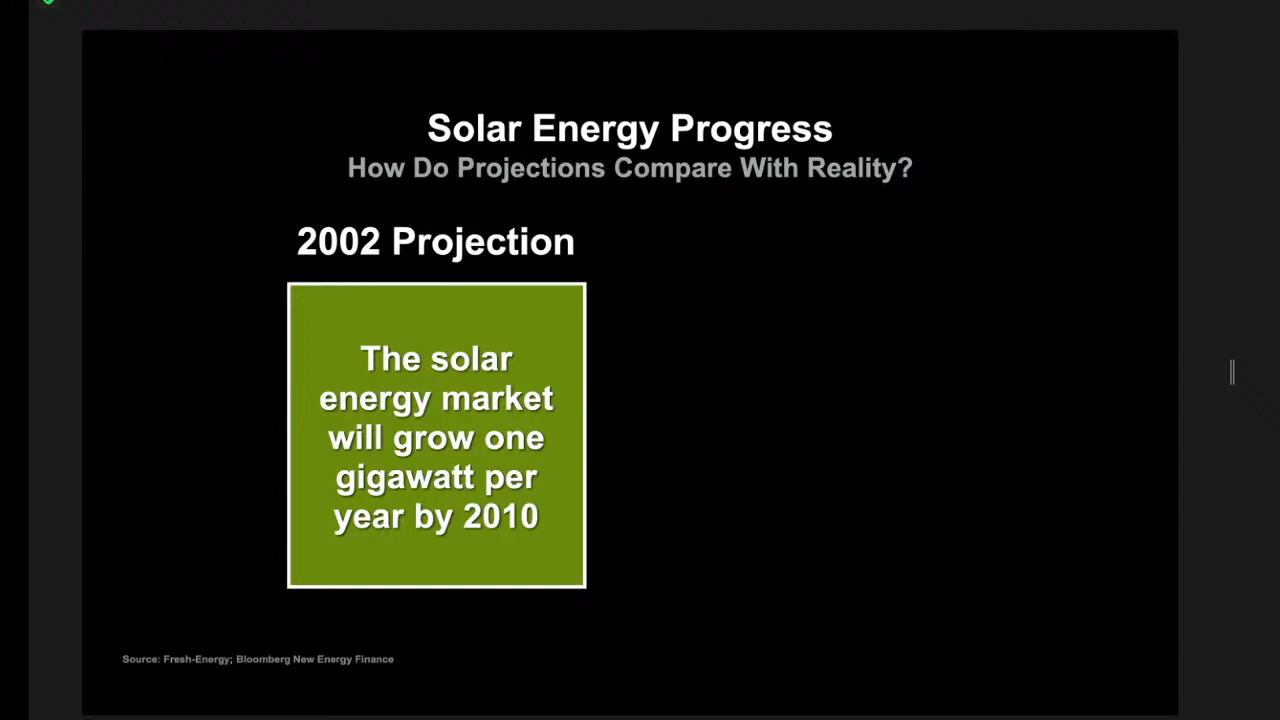 Solar Energy Progress
How Do Projections Compare With Reality?
2002 Projection
The solar
energy market
will grow one
gigawatt per
year by 2010
Source: Fresh-Energy; Bloomberg New Energy Finance